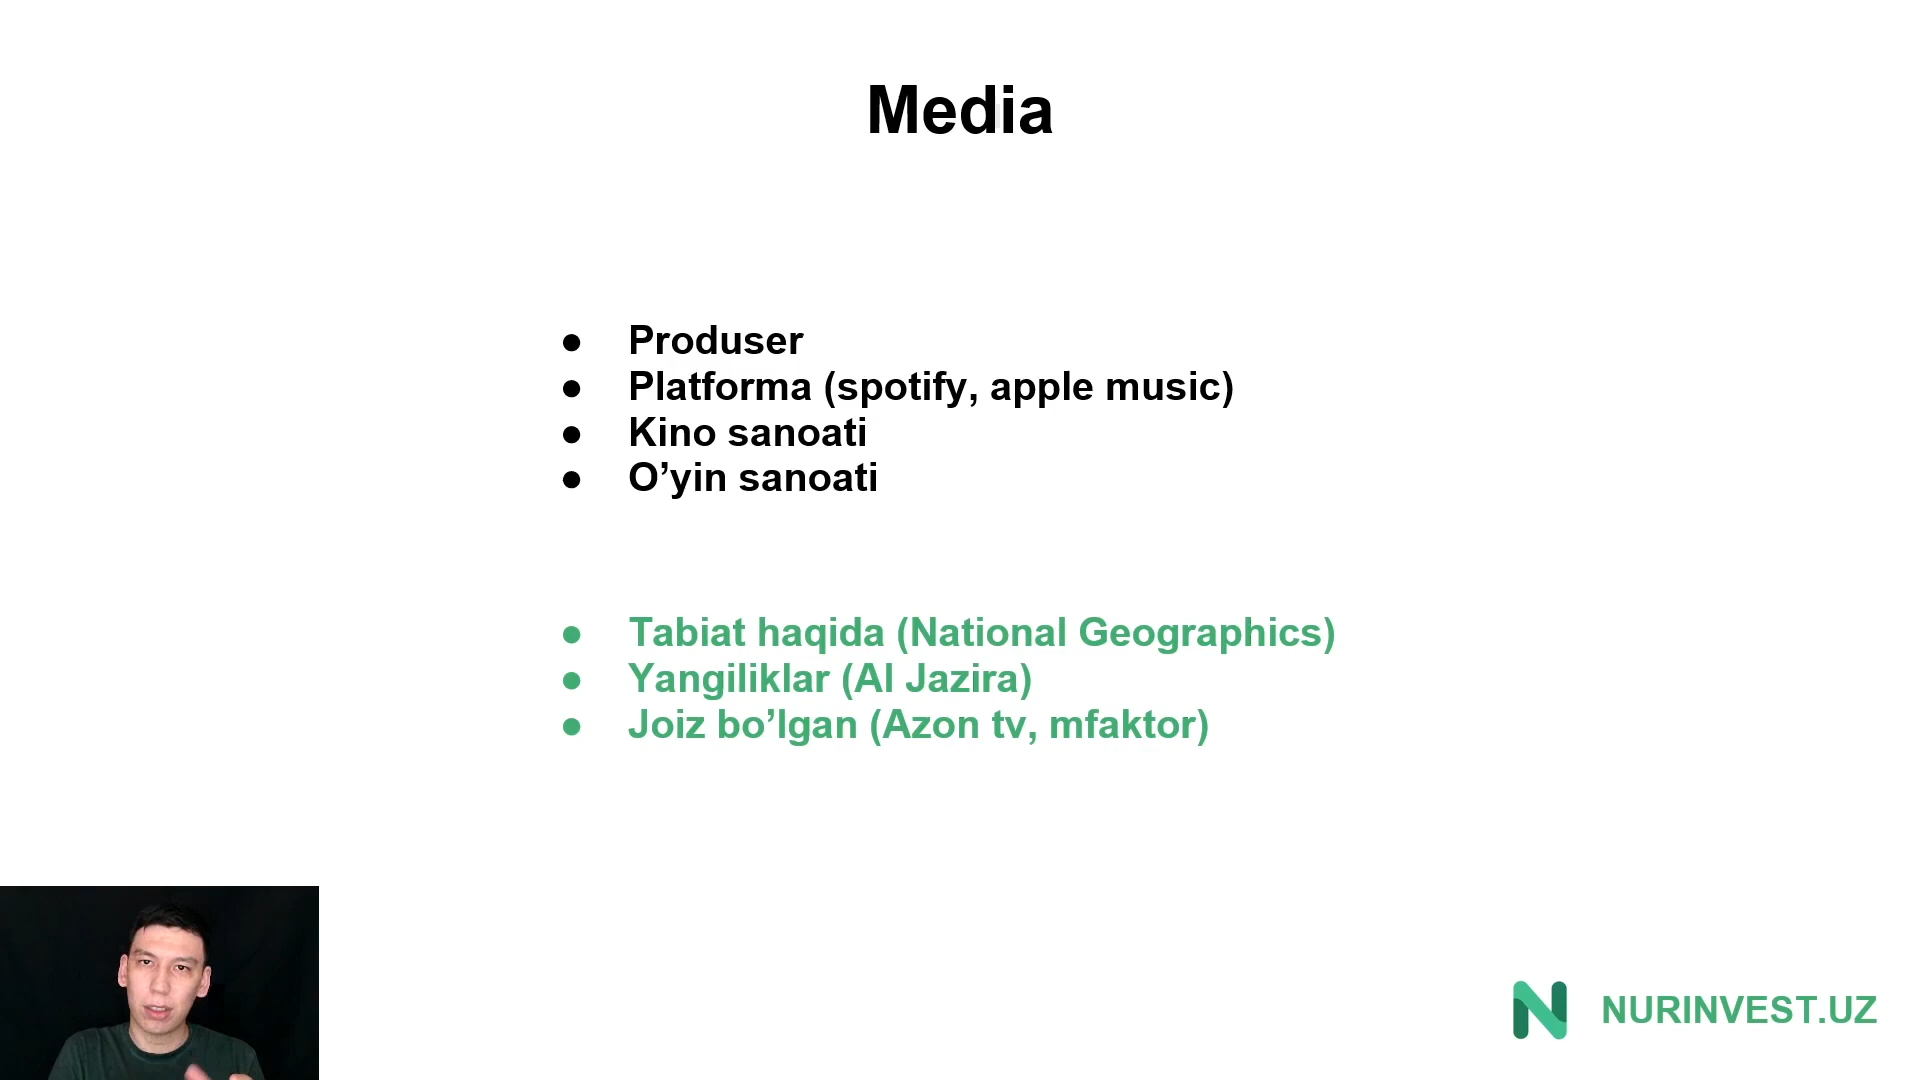 Media
● Produser
● Platforma (spotify, apple music)
● Kino sanoati
● O’yin sanoati
● Tabiat haqida (National Geographics)
● Yangiliklar (Al Jazira)
● Joiz bo’lgan (Azon tv, mfaktor)
NURINVEST.UZ